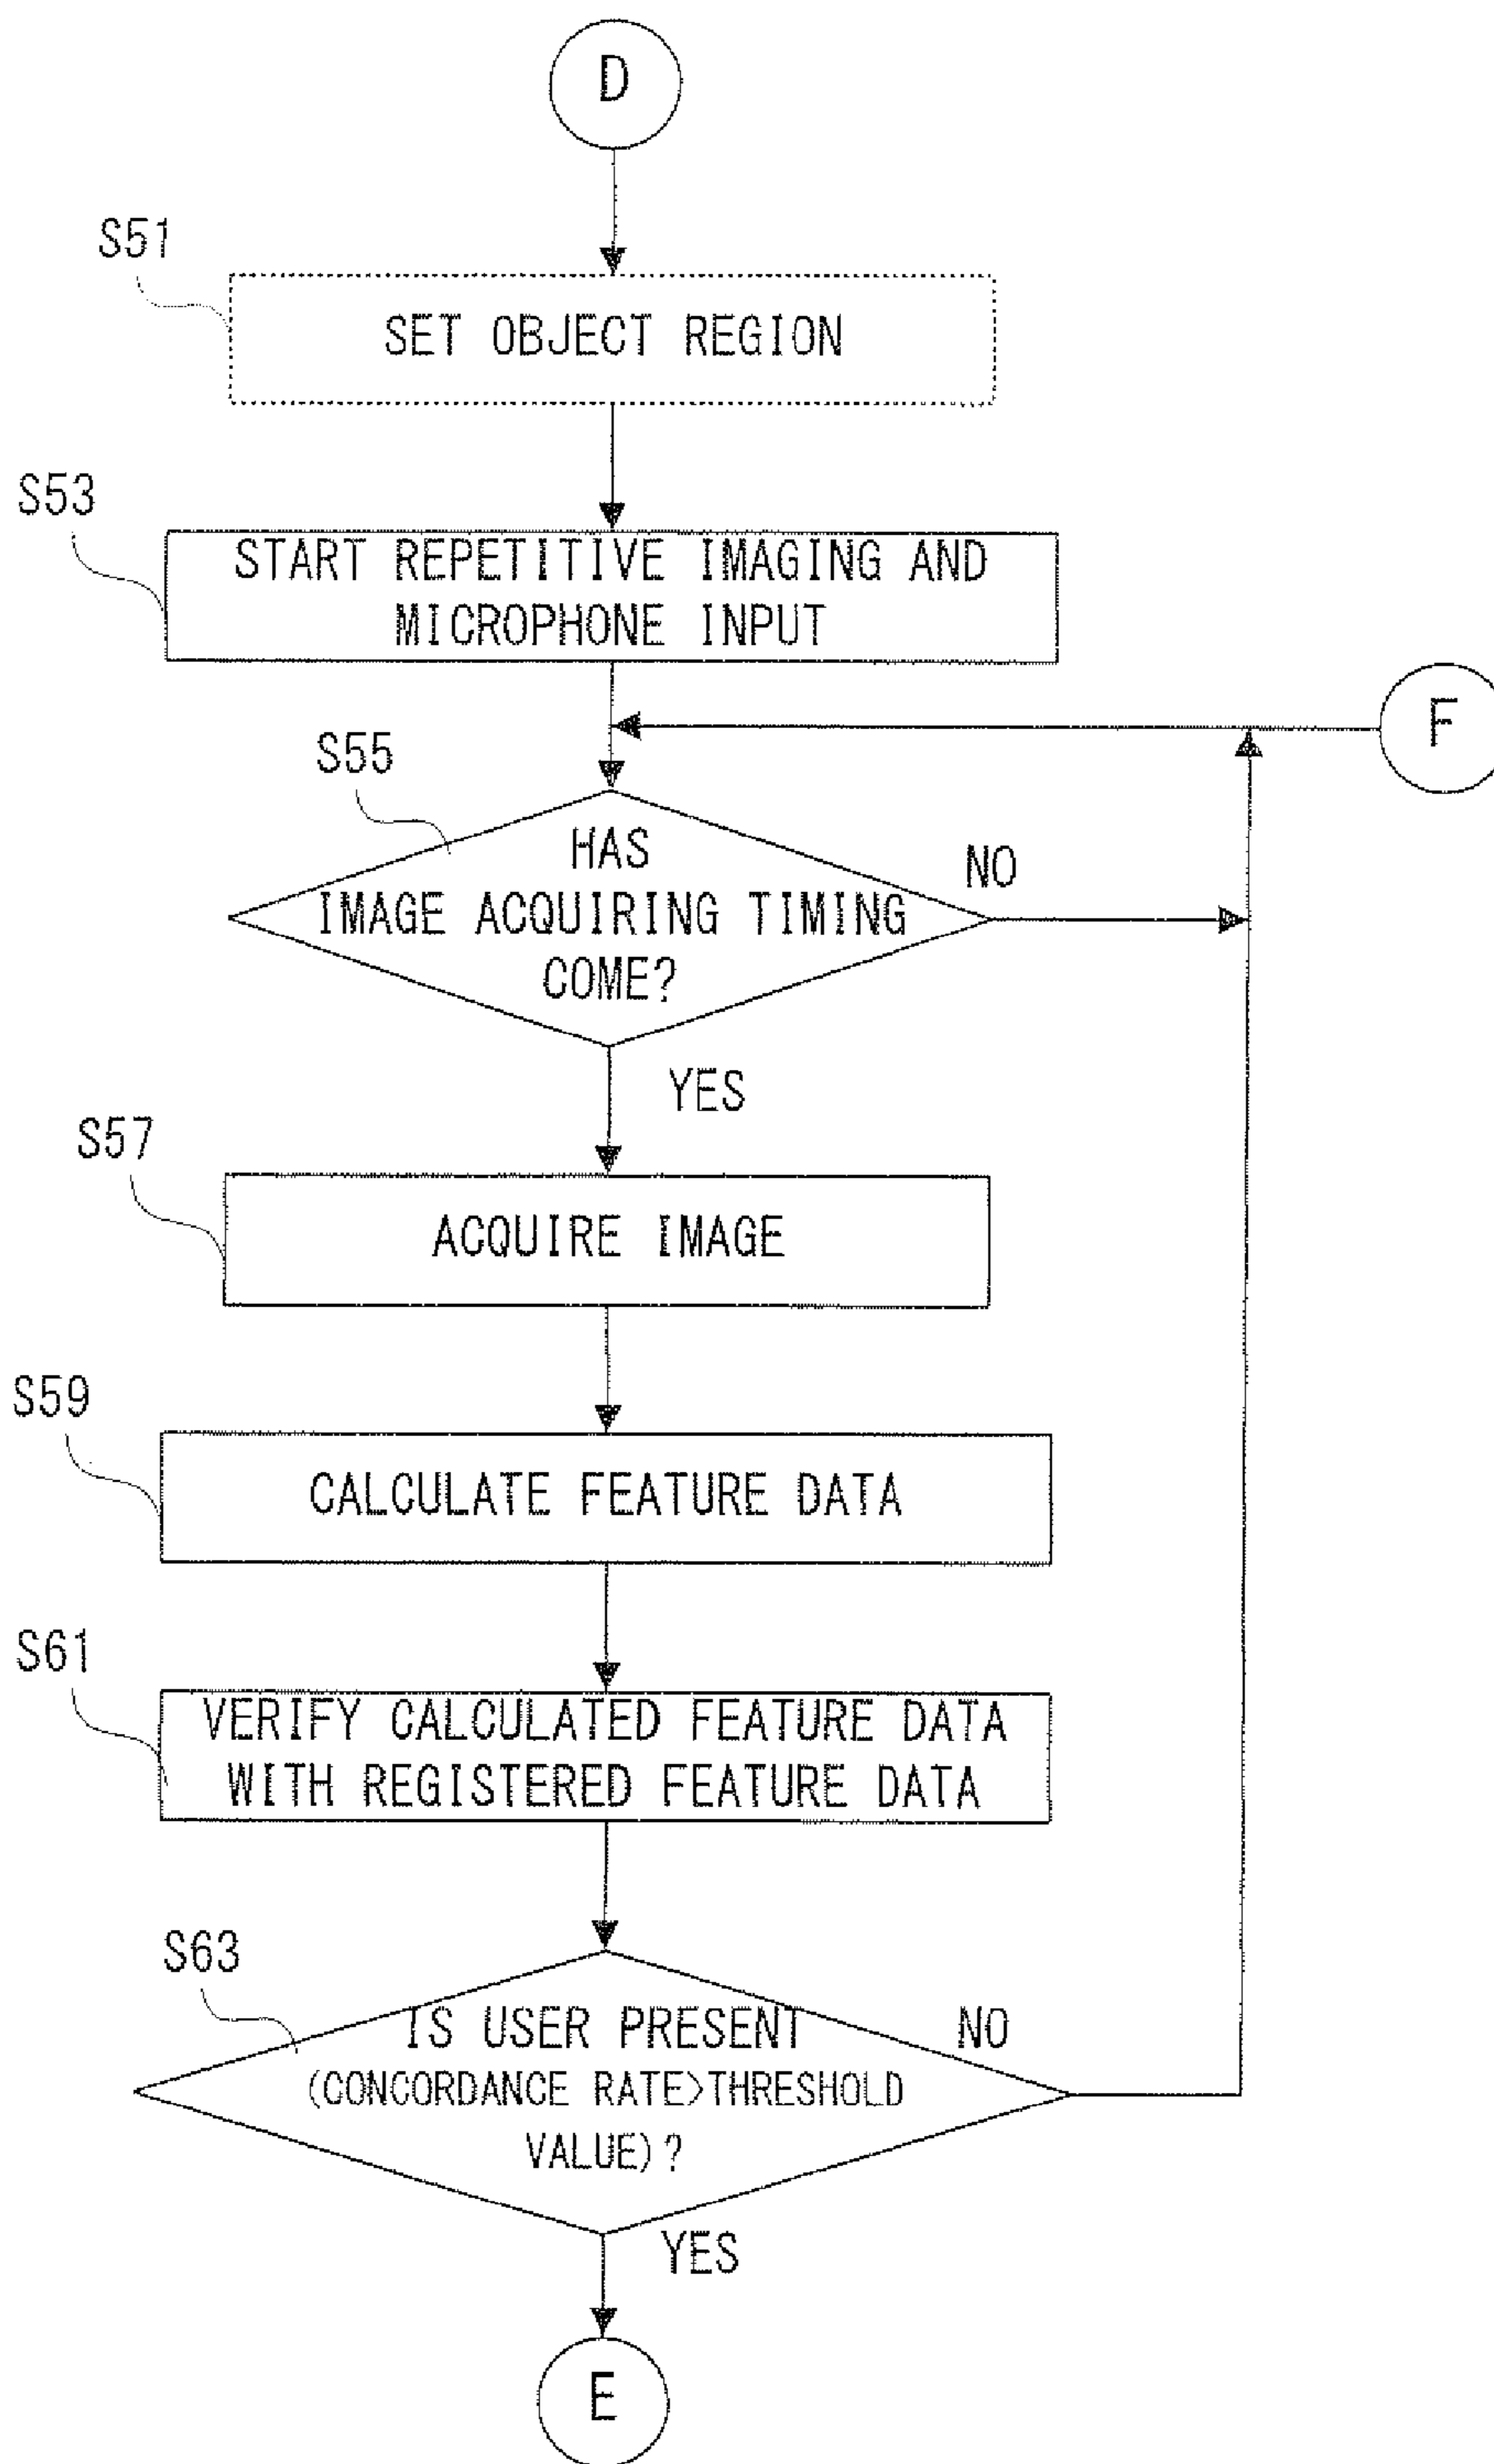 D
S51
SET OBJECT REGION
S53
START REPETITIVE IMAGING AND
MICROPHONE INPUT
F
S55
HAS
IMAGE ACQUIRING TIMING
COME?
NO
YES
S57
ACQUIRE IMAGE
S59
CALCULATE FEATURE DATA
S61
VERIFY CALCULATED FEATURE DATA
WITH REGISTERED FEATURE DATA
S63
IS USER PRESENT
(CONCORDANCE RATE>THRESHOLD
VALUE)?
NO
YES
E